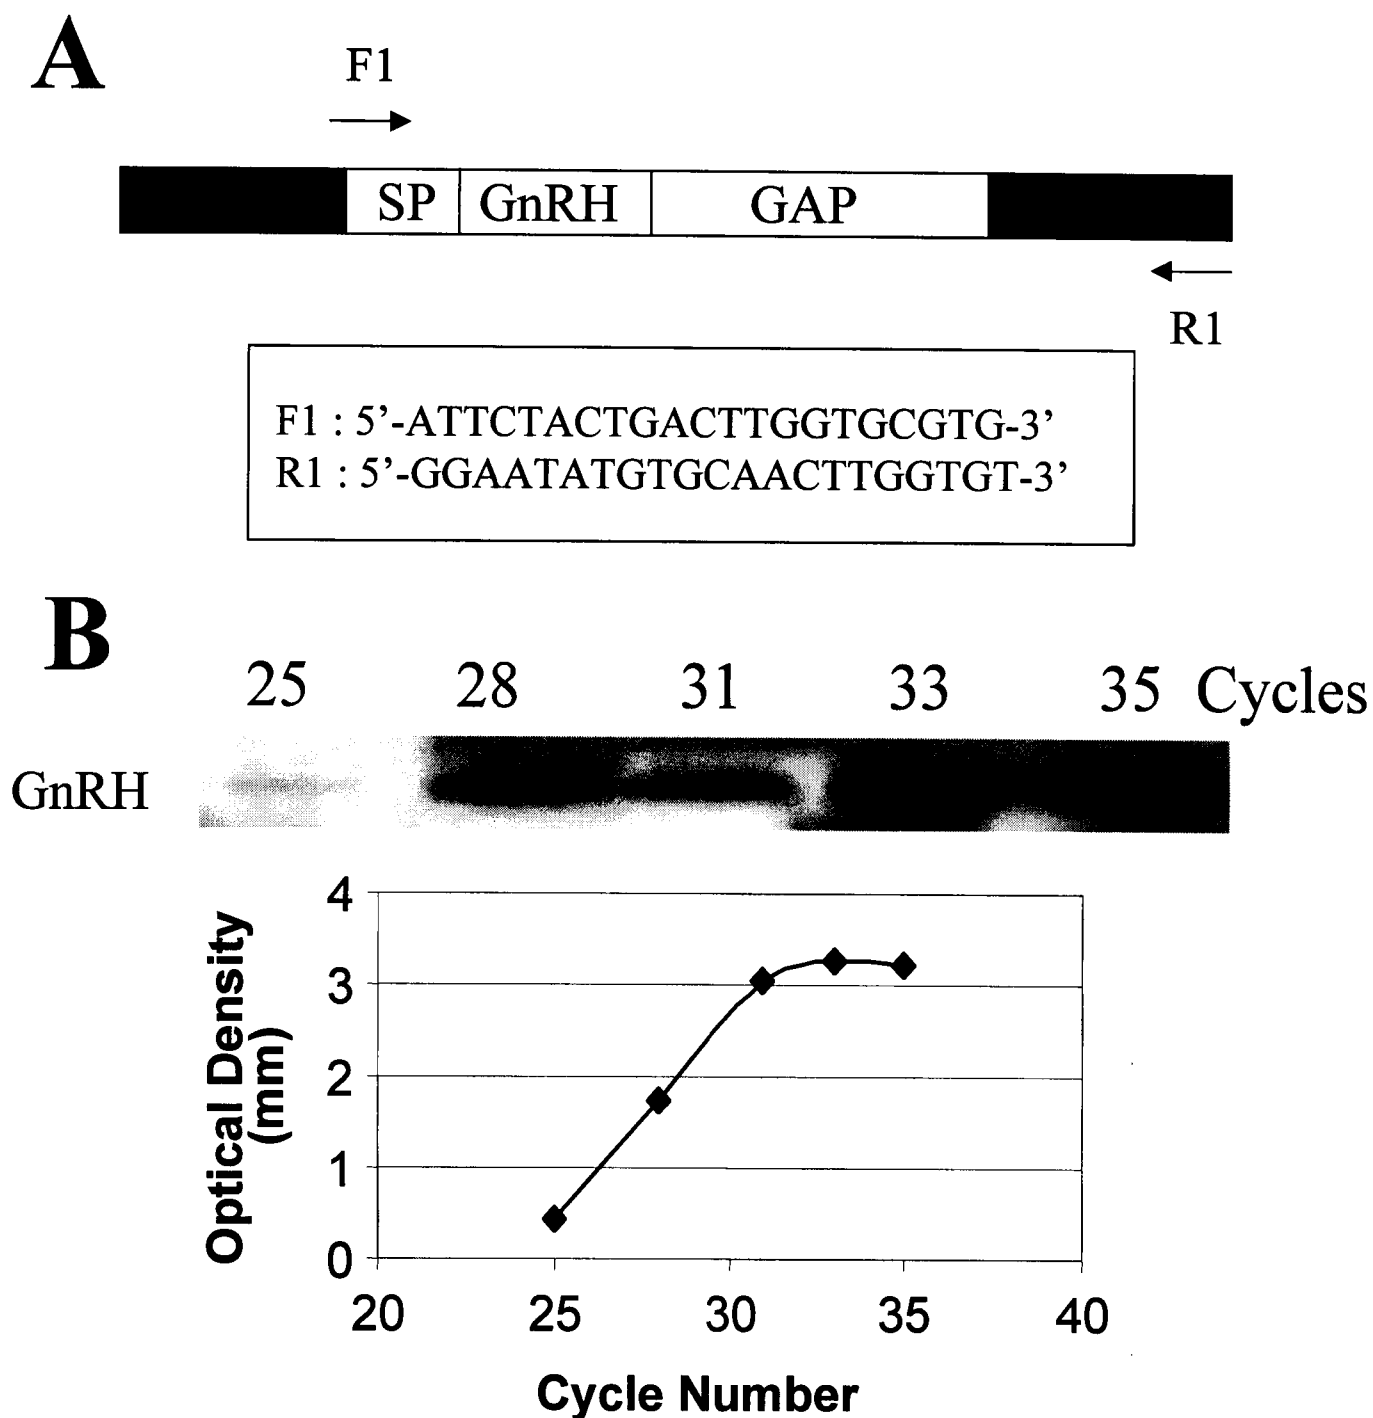 A
F1
SP GnRH GAP
R1
F1 : 5’-ATTCTACTGACTTGGTGCGTG-3’
R1 : 5’-GGAATATGTGCAACTTGGTGT-3’
B
25 28 31 33 35 Cycles
GnRH
Optical Density
(mm)
4
3
2
1
0
20 25 30 35 40
Cycle Number